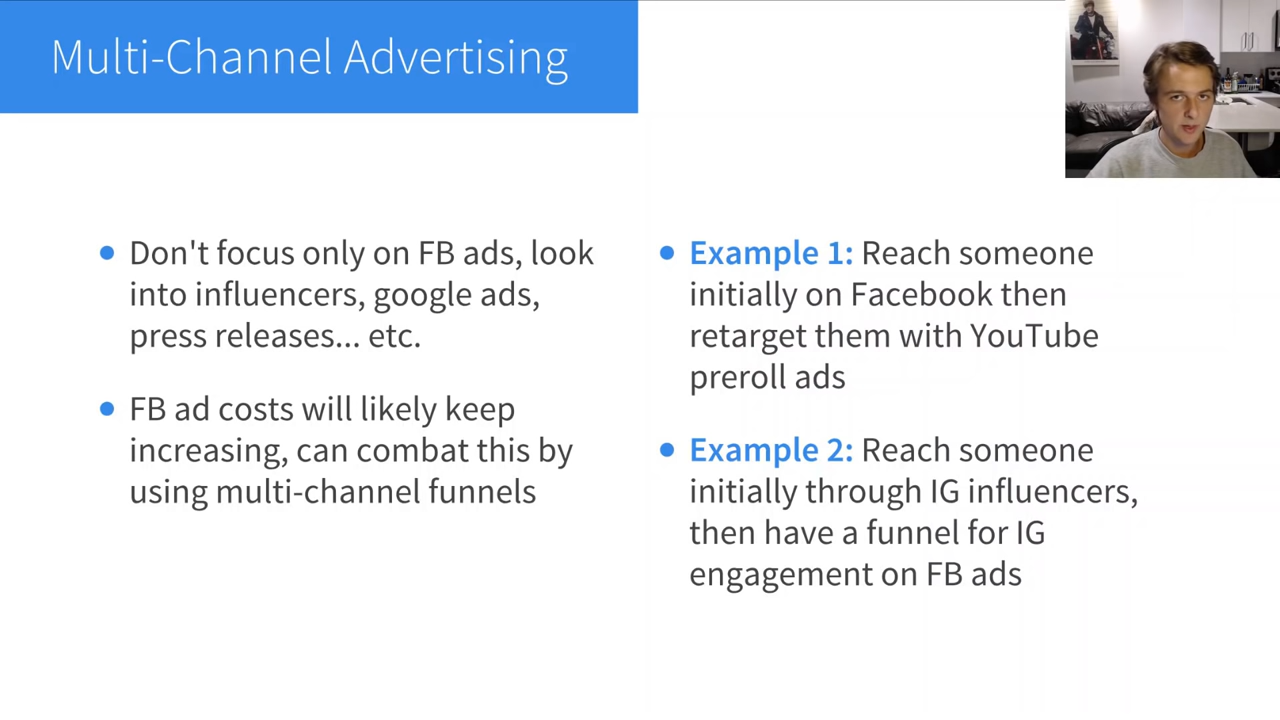 Multi-Channel Advertising
Don't focus only on FB ads, look
into influencers, google ads,
press releases... etc.
FB ad costs will likely keep
increasing, can combat this by
using multi-channel funnels
Example 1: Reach someone
initially on Facebook then
retarget them with YouTube
preroll ads
Example 2: Reach someone
initially through IG influencers,
then have a funnel for IG
engagement on FB ads